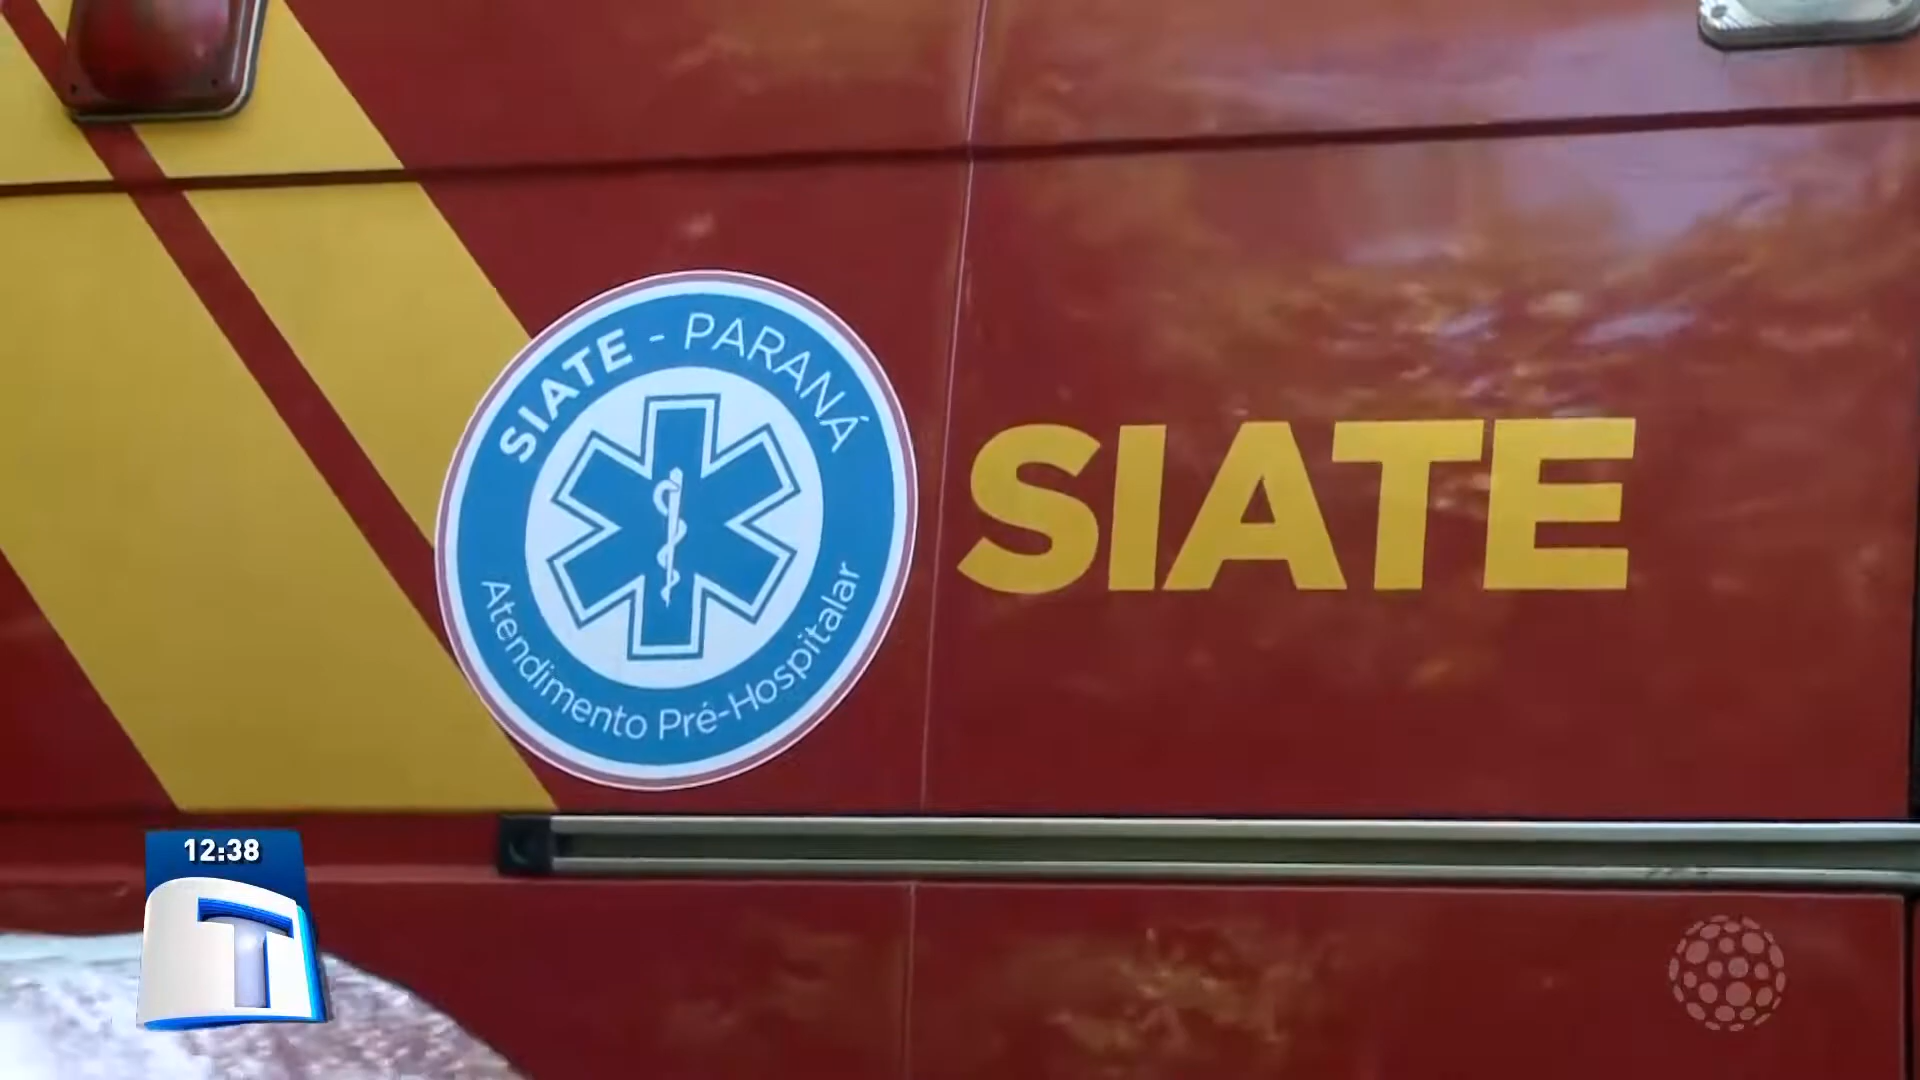 SIATE - PARANÁ
Atendimento Pré-Hospitalar
SIATE
12:38
T